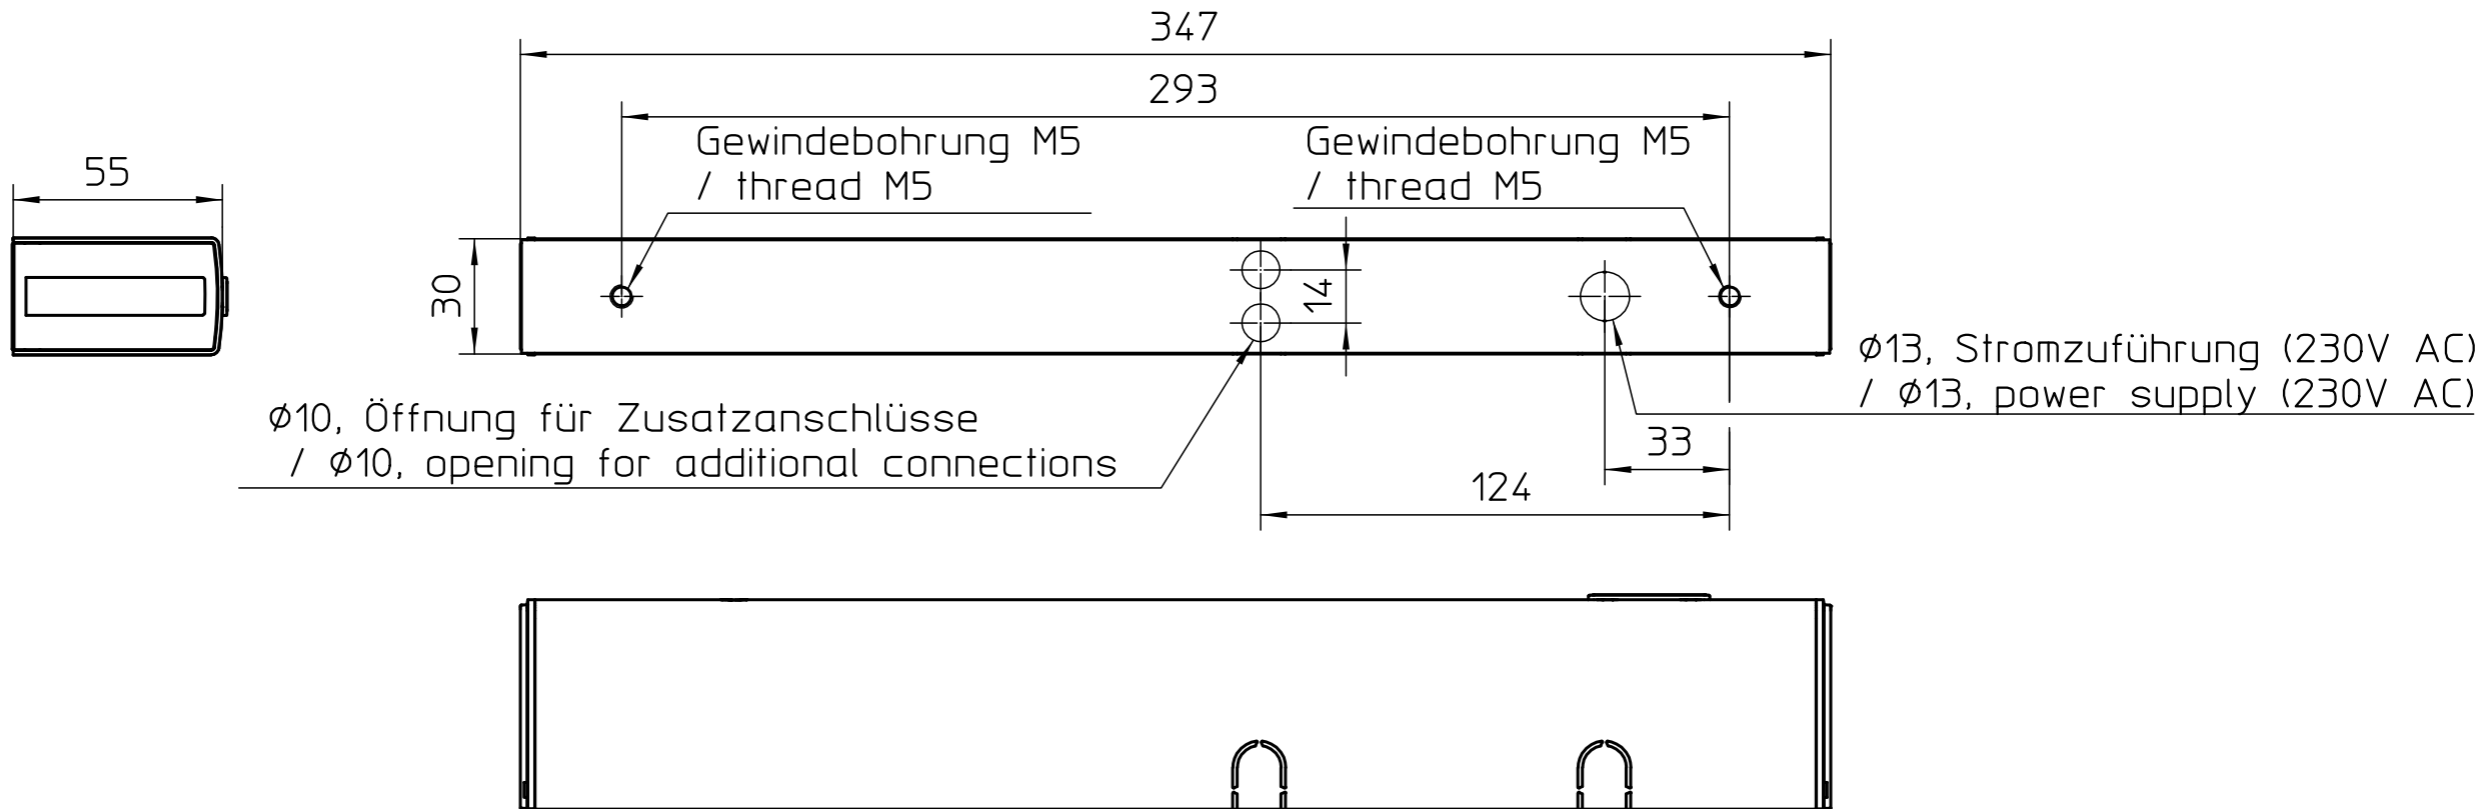 347
293
Gewindebohrung M5
/ thread M5
Gewindebohrung M5
/ thread M5
55
30
14
Ø13, Stromzuführung (230V AC)
/ Ø13, power supply (230V AC)
Ø10, Öffnung für Zusatzanschlüsse
/ Ø10, opening for additional connections
33
124